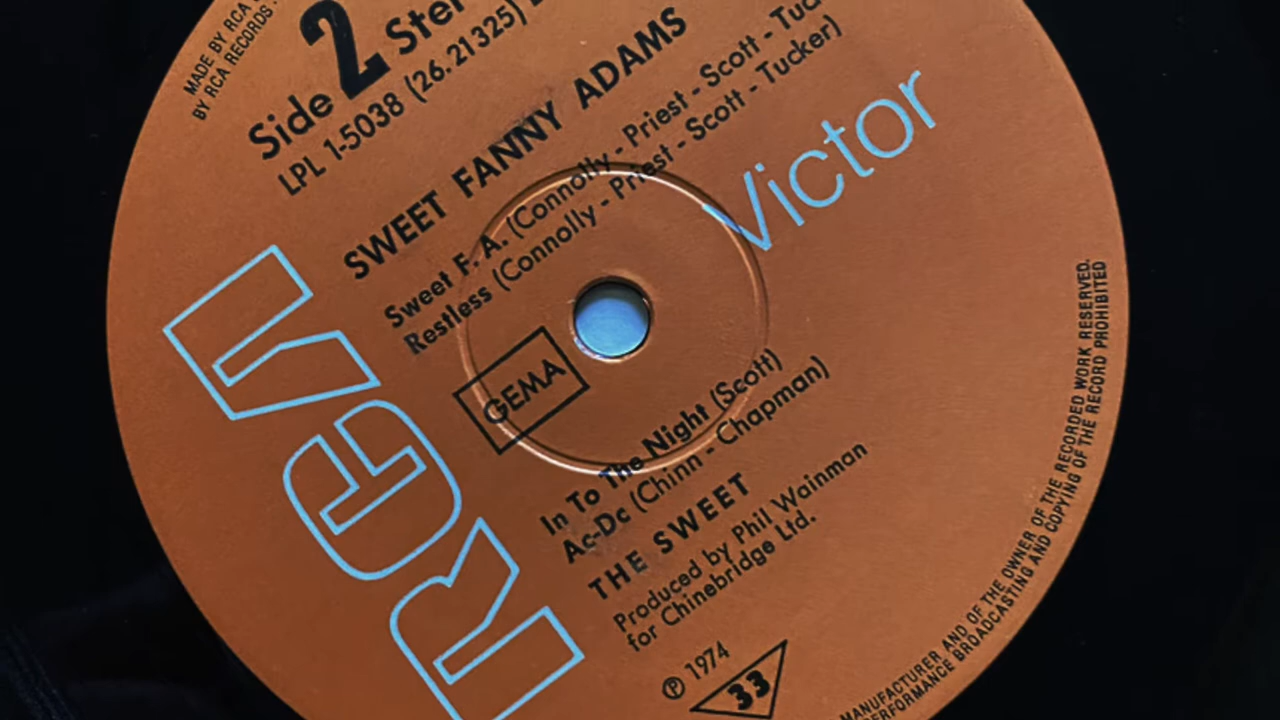 MADE BY RCA
BY RCA RECORDS
Side 2
LPL 1-5038 (26.21325)
SWEET FANNY ADAMS
Sweet F. A. (Connolly - Priest - Scott -
Restless (Connolly - Priest - Scott - Tucker)
Victor
RCA
GEMA
In To The Night (Scott)
Ac-Dc (Chinn - Chapman)
THE SWEET
Produced by Phil Wainman
for Chinebridge Ltd.
℗ 1974
33
MANUFACTURER AND OF THE OWNER OF THE RECORDED WORK RESERVED.
PERFORMANCE BROADCASTING AND COPYING OF THE RECORD PROHIBITED